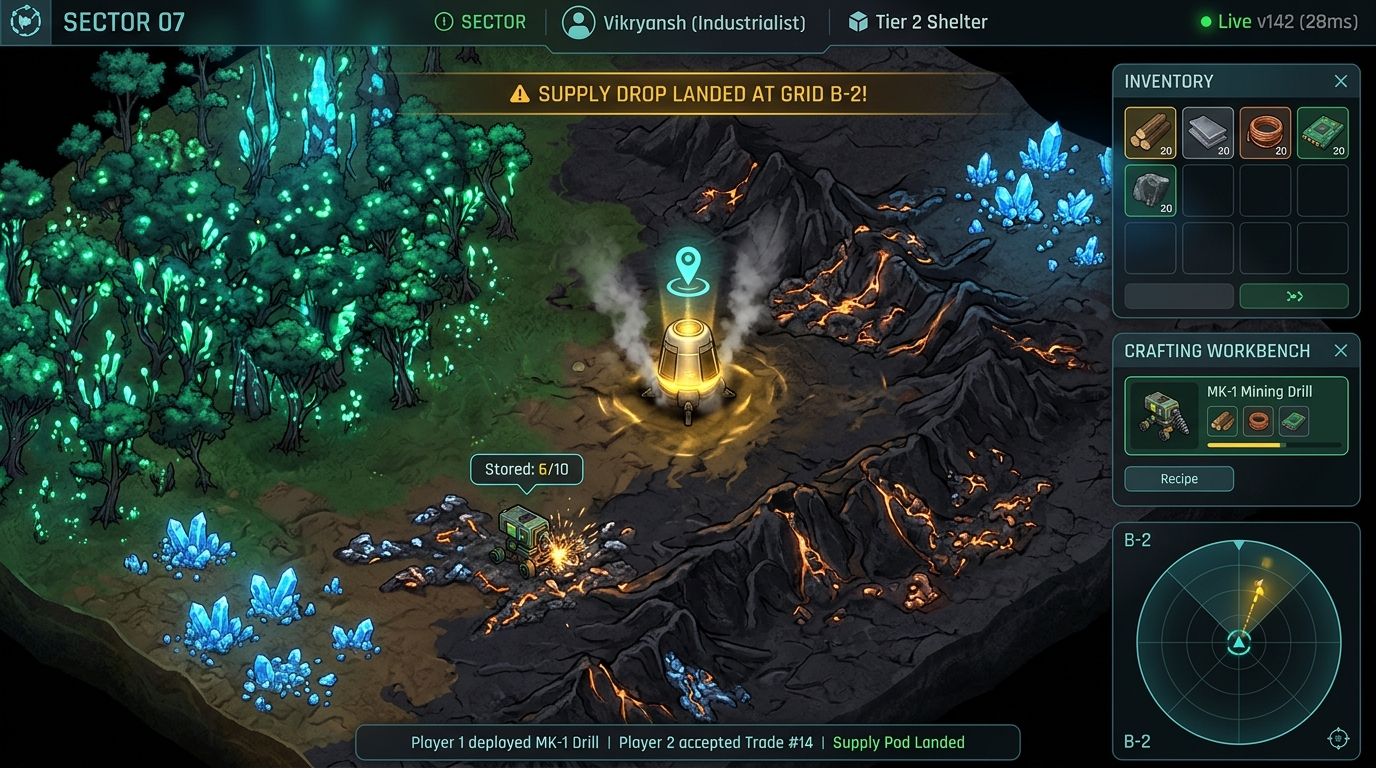 SECTOR 07
SECTOR
Vikryansh (Industrialist)
Tier 2 Shelter
Live v142 (28ms)
SUPPLY DROP LANDED AT GRID B-2!
INVENTORY
20
20
20
20
20
CRAFTING WORKBENCH
MK-1 Mining Drill
Recipe
Stored: 6/10
B-2
B-2
Player 1 deployed MK-1 Drill | Player 2 accepted Trade #14 | Supply Pod Landed